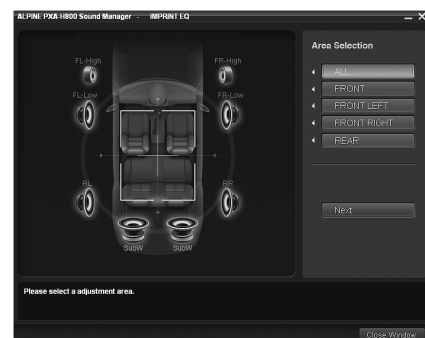 ALPINE PXA-H800 Sound Manager - IMPRINT EQ
FL-High
FR-High
FL-Low
FR-Low
RL
RR
SubW
SubW
Area Selection
ALL
FRONT
FRONT LEFT
FRONT RIGHT
REAR
Next
Please select a adjustment area.
Close Window